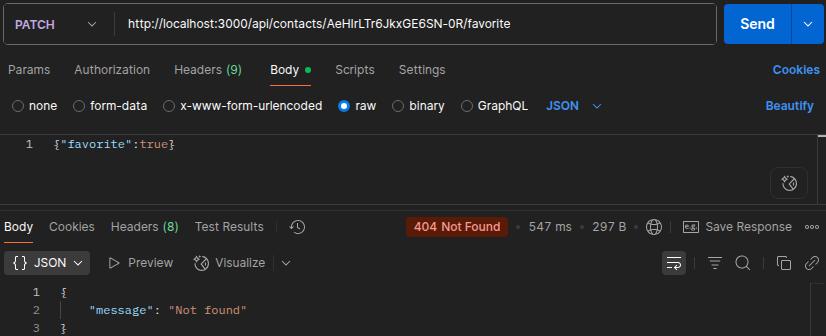 PATCH http://localhost:3000/api/contacts/AeHlrLTr6JkxGE6SN-0R/favorite Send
Params Authorization Headers (9) Body Scripts Settings Cookies
none form-data x-www-form-urlencoded raw binary GraphQL JSON Beautify
1 {"favorite":true}
Body Cookies Headers (8) Test Results 404 Not Found • 547 ms • 297 B • e.g. Save Response
{} JSON Preview Visualize
1 {
2 "message": "Not found"
3 }